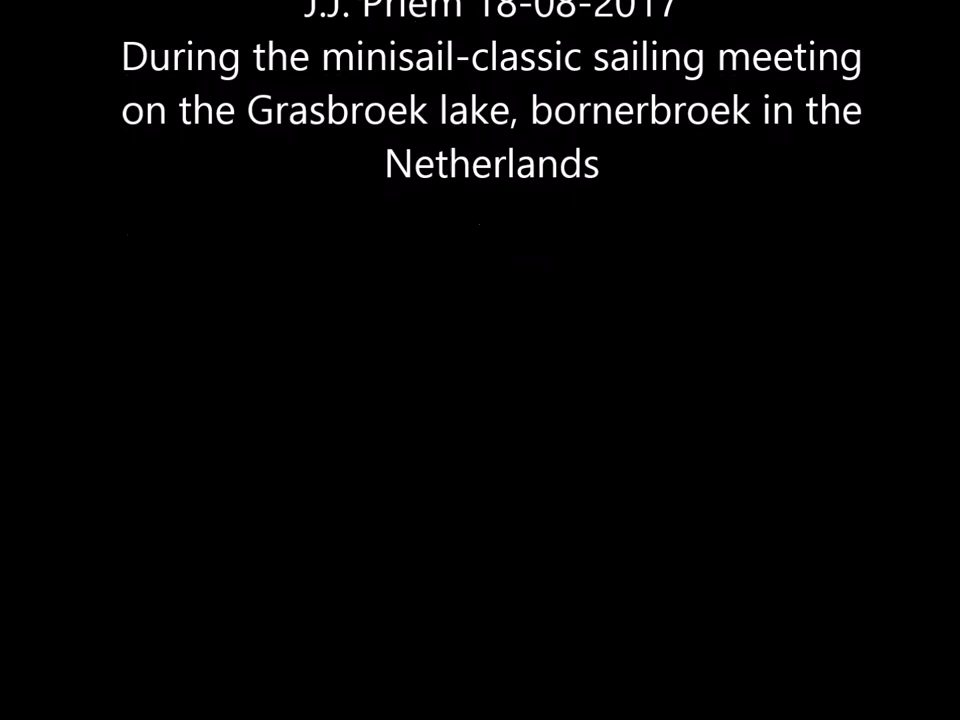 J.J. Priem 18-08-2017
During the minisail-classic sailing meeting
on the Grasbroek lake, bornerbroek in the
Netherlands